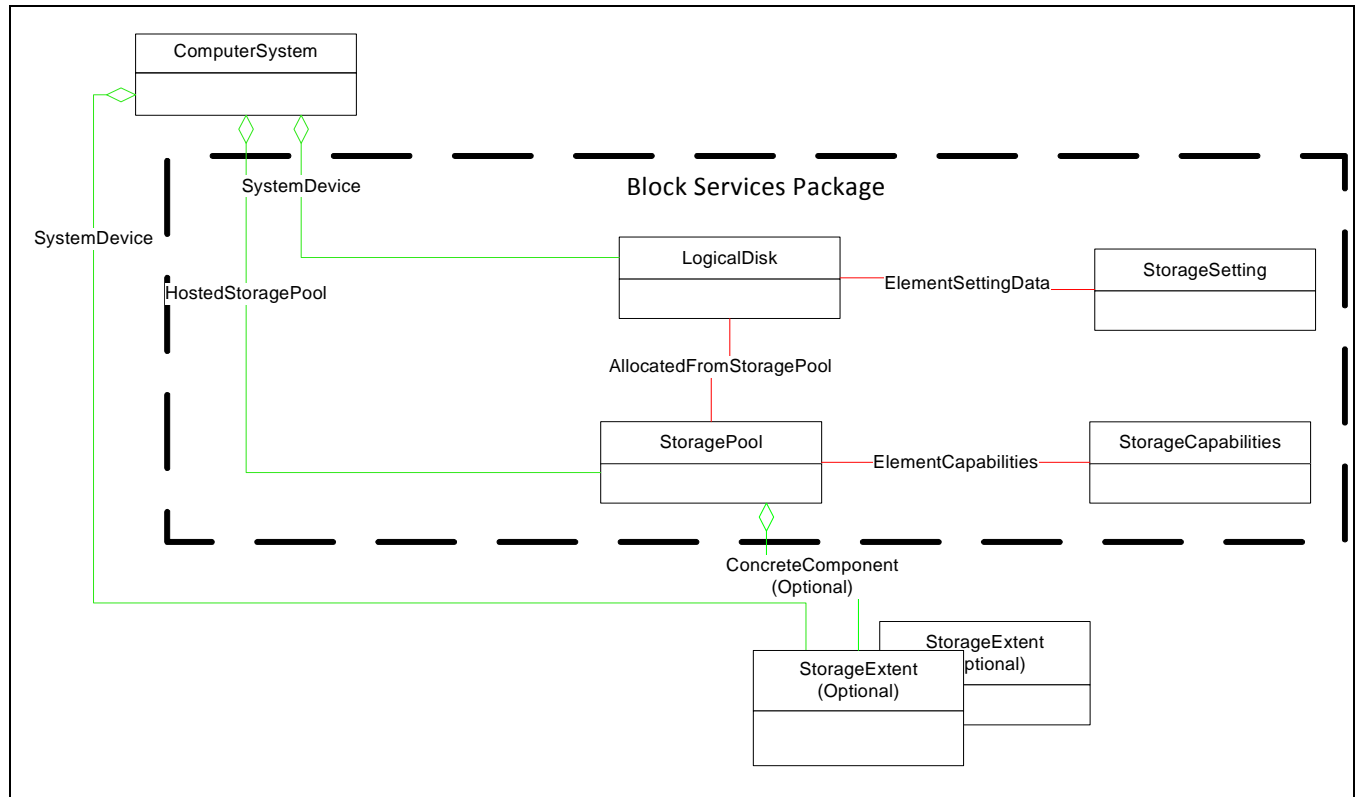 ComputerSystem
Block Services Package
SystemDevice
SystemDevice
LogicalDisk
StorageSetting
ElementSettingData
HostedStoragePool
AllocatedFromStoragePool
StoragePool
StorageCapabilities
ElementCapabilities
ConcreteComponent
(Optional)
StorageExtent
ptional)
StorageExtent
(Optional)